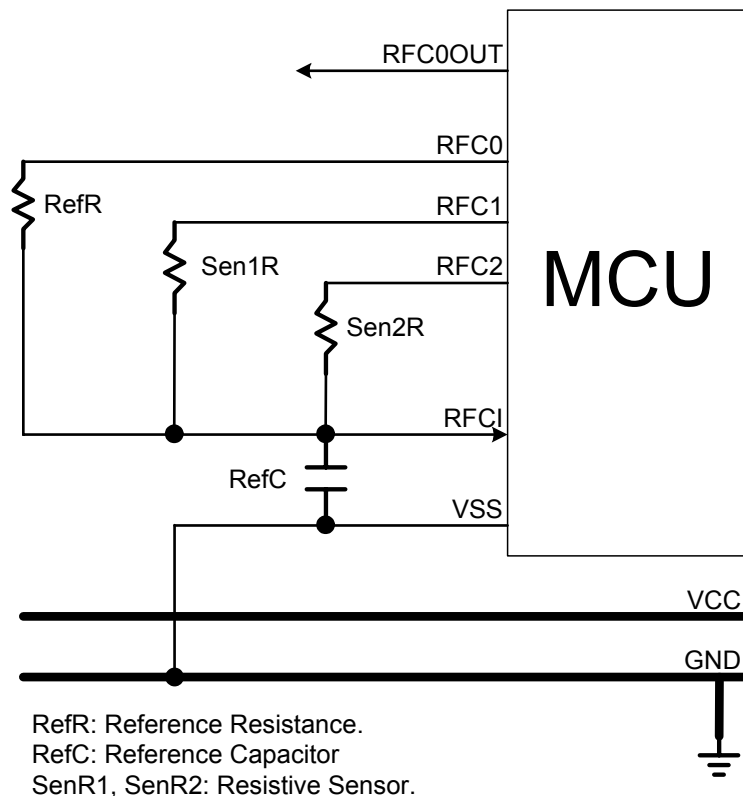 RFC0OUT
RFC0
RefR
RFC1
Sen1R
RFC2
MCU
Sen2R
RFCI
RefC
VSS
VCC
GND
RefR: Reference Resistance.
RefC: Reference Capacitor
SenR1, SenR2: Resistive Sensor.